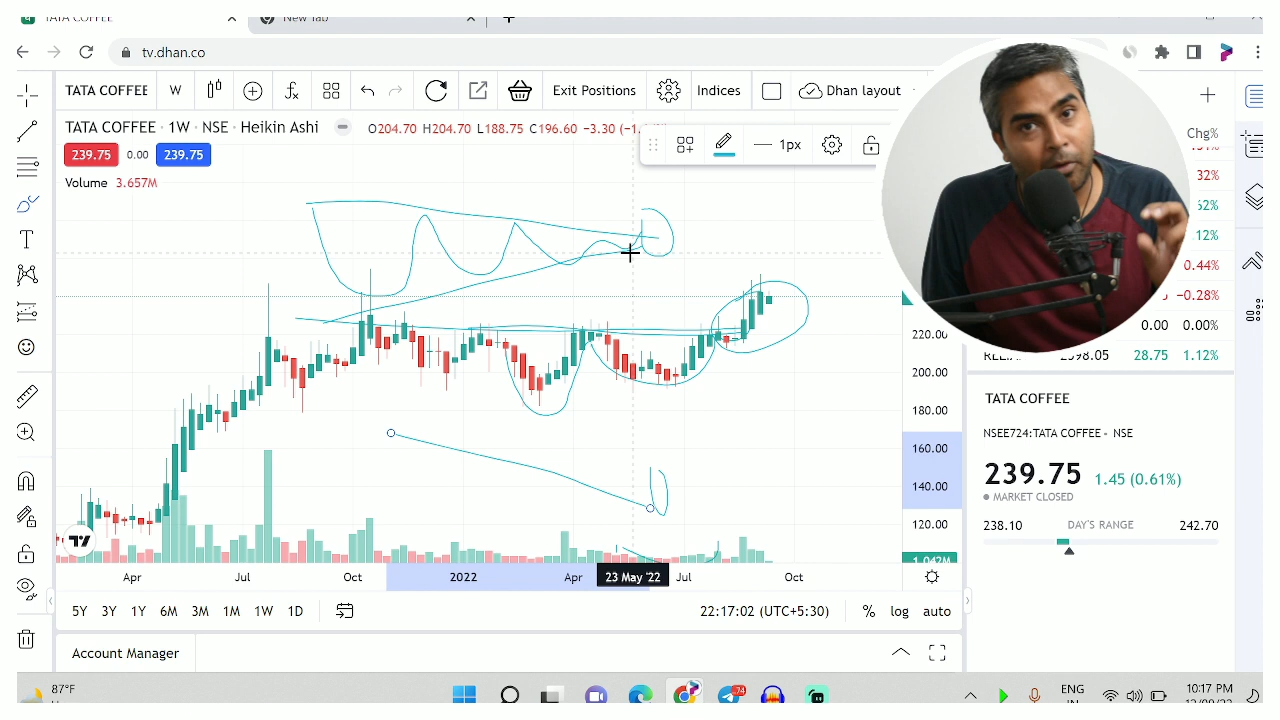 TATA COFFEE
New Tab
tv.dhan.co
TATA COFFEE W Exit Positions Indices Dhan layout
TATA COFFEE · 1W · NSE · Heikin Ashi O204.70 H204.70 L188.75 C196.60 −3.30
239.75 0.00 239.75
1px
Volume 3.657M
Chg%
32%
12%
0.44%
−0.28%
0.00 0.00%
2598.05 28.75 1.12%
220.00
200.00
180.00
160.00
140.00
120.00
1.042M
Apr Jul Oct 2022 Apr 23 May '22 Jul Oct
5Y 3Y 1Y 6M 3M 1M 1W 1D 22:17:02 (UTC+5:30) % log auto
Account Manager
TATA COFFEE
NSEE724:TATA COFFEE - NSE
239.75 1.45 (0.61%)
MARKET CLOSED
238.10 DAY'S RANGE 242.70
87°F
74
ENG
IN
10:17 PM